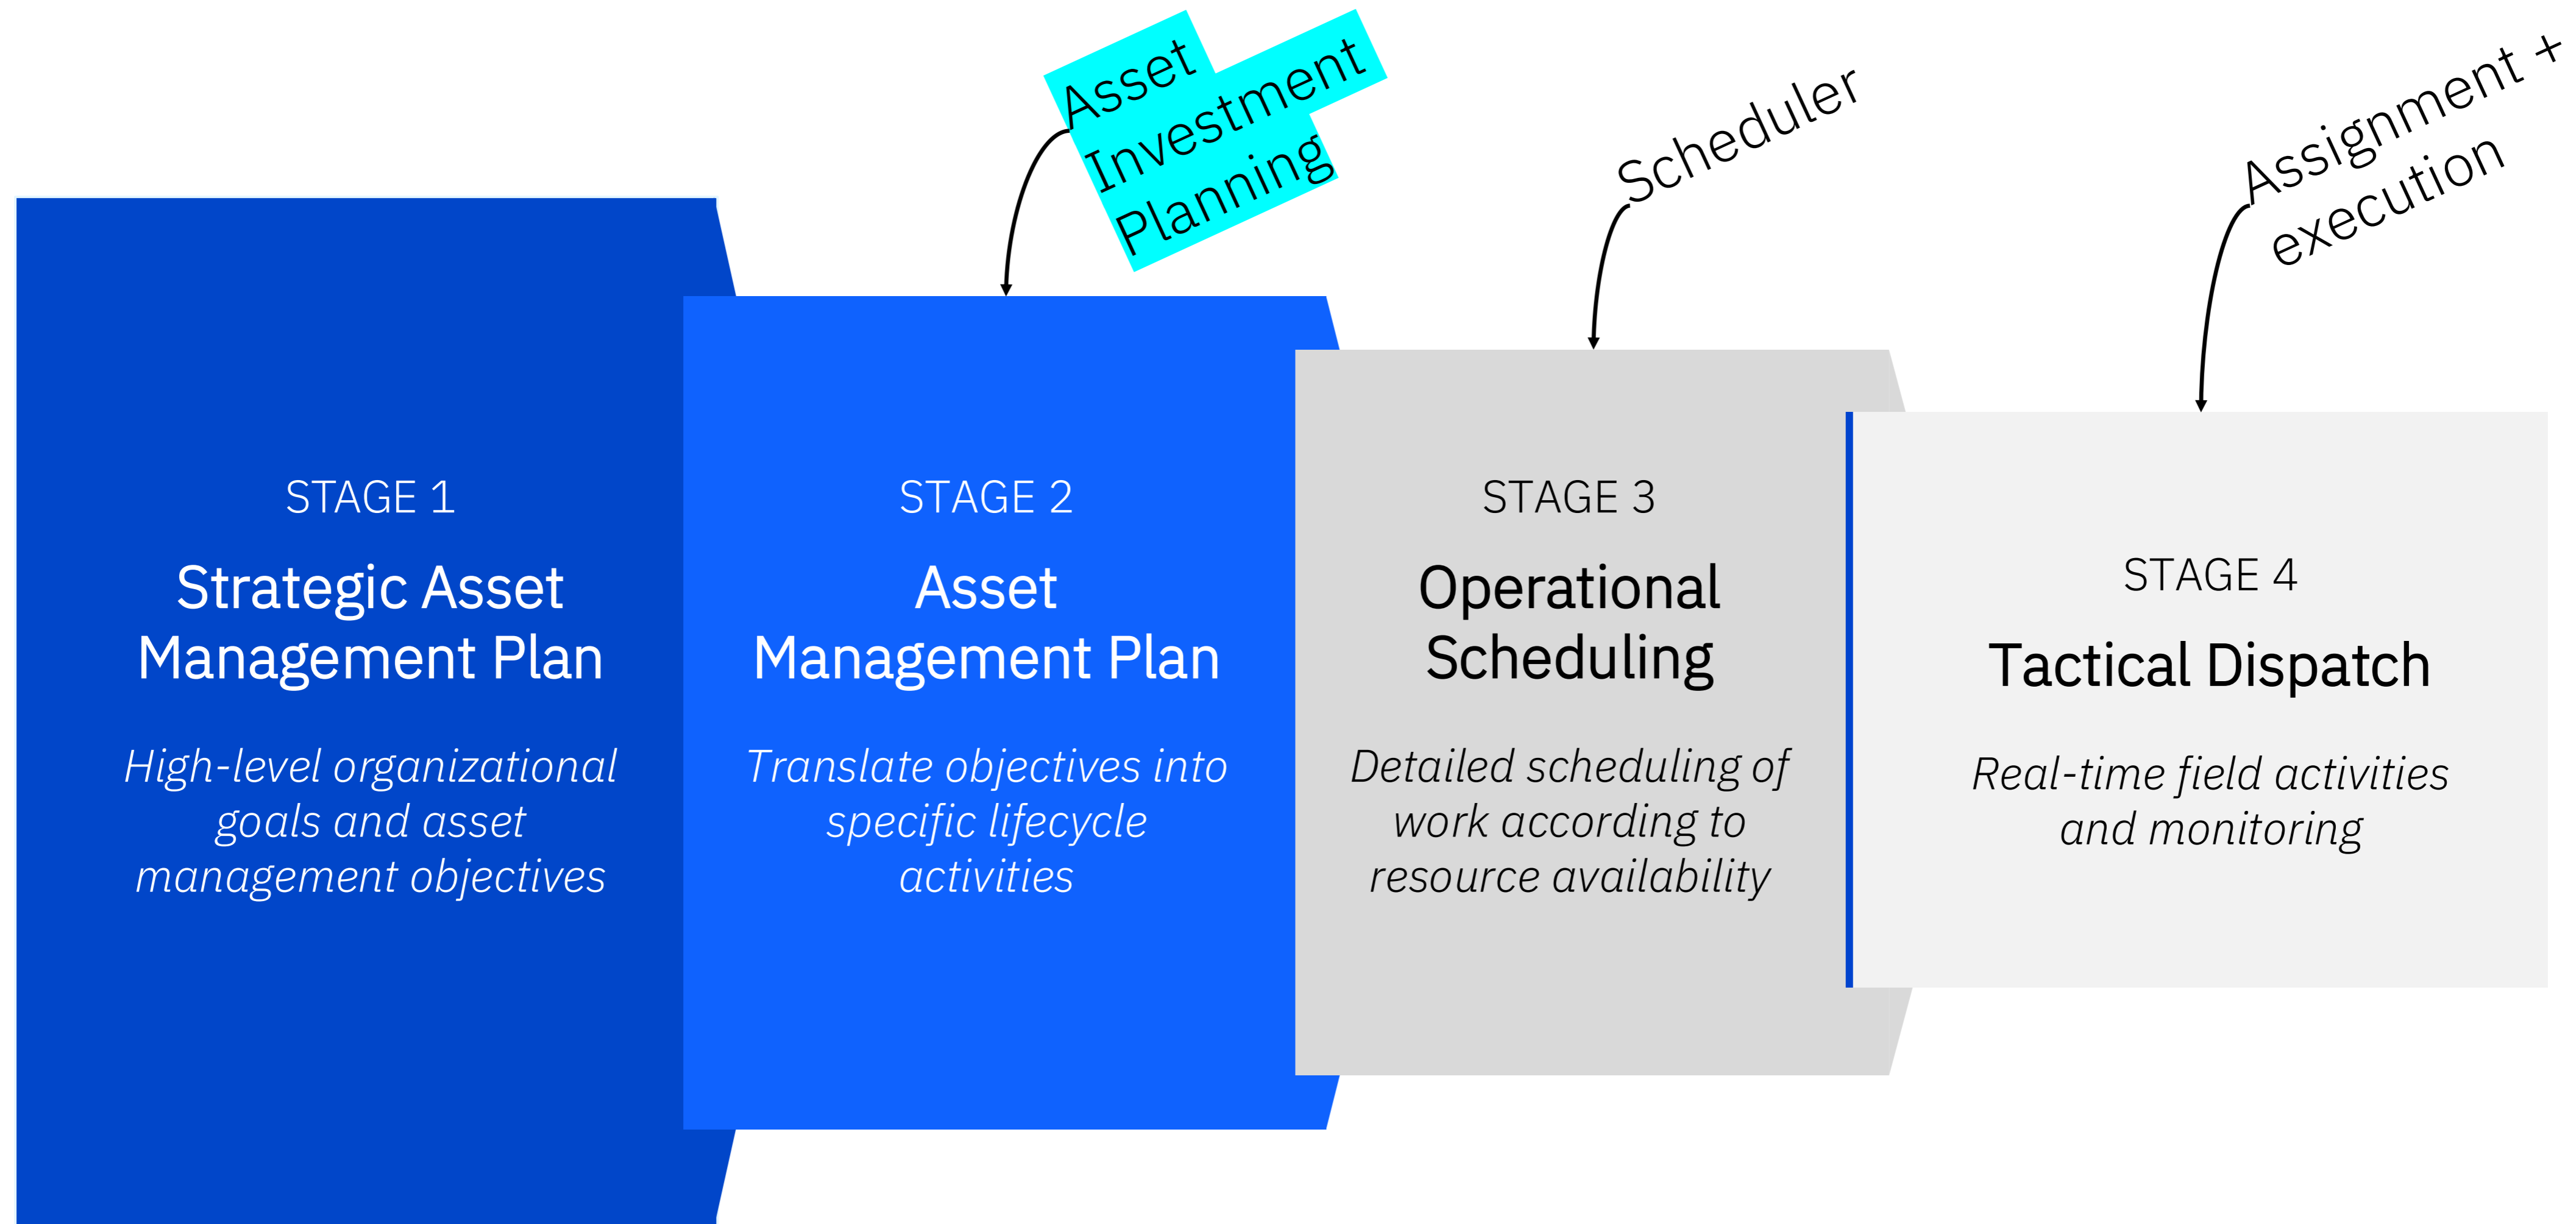 Asset
Investment
Planning
Scheduler
Assignment +
execution
STAGE 1
Strategic Asset
Management Plan
High-level organizational
goals and asset
management objectives
STAGE 2
Asset
Management Plan
Translate objectives into
specific lifecycle
activities
STAGE 3
Operational
Scheduling
Detailed scheduling of
work according to
resource availability
STAGE 4
Tactical Dispatch
Real-time field activities
and monitoring